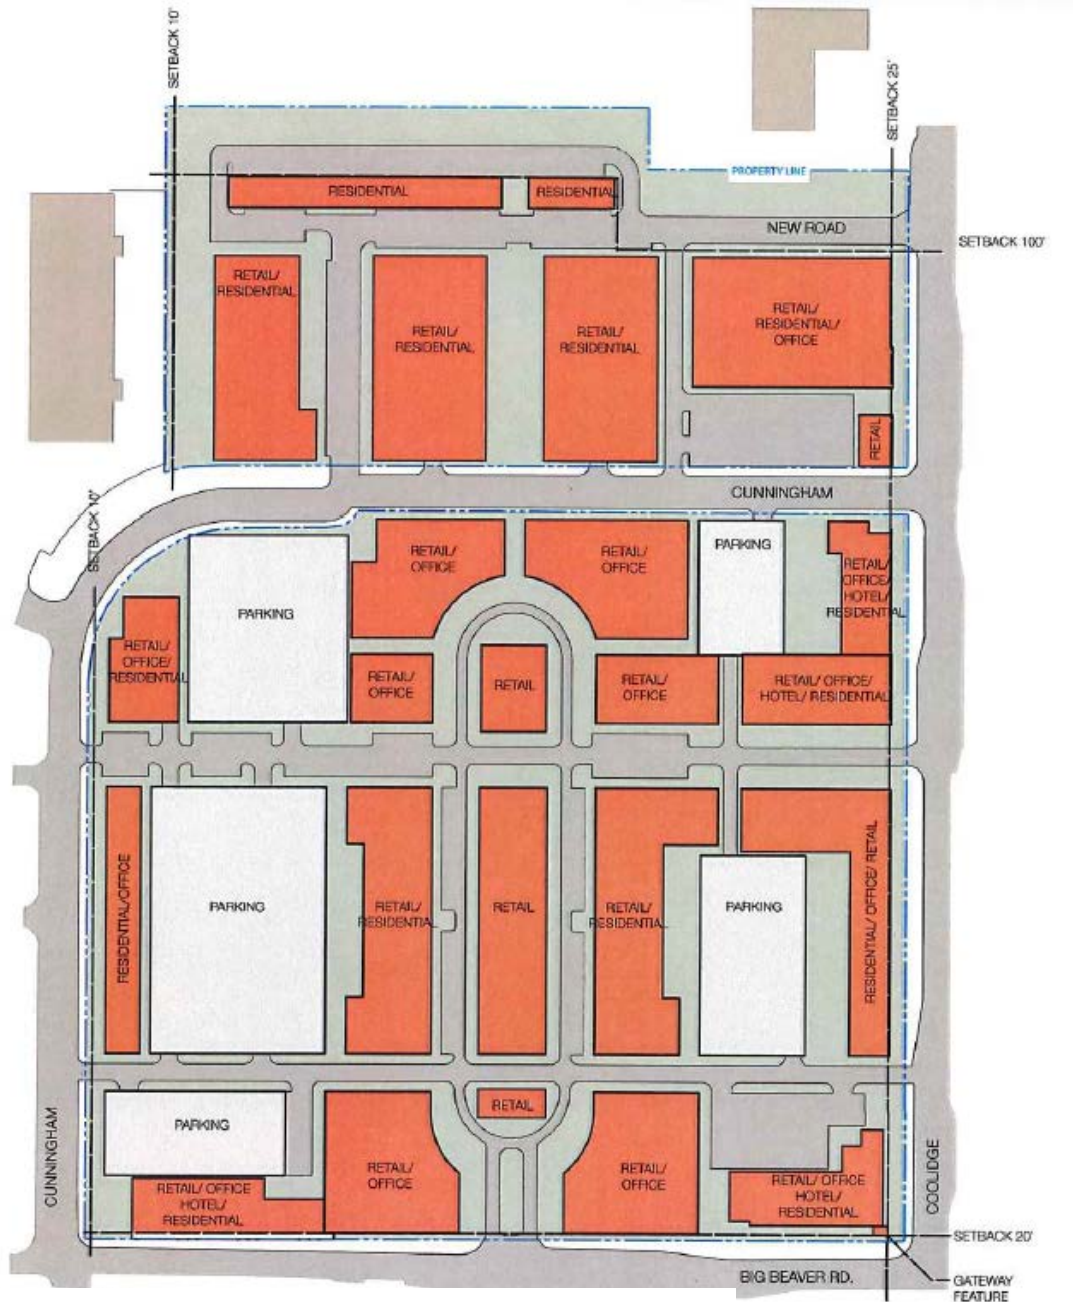 SETBACK 10'
SETBACK 25'
PROPERTY LINE
RESIDENTIAL
RESIDENTIAL
NEW ROAD
SETBACK 100'
RETAIL/
RESIDENTIAL
RETAIL/
RESIDENTIAL
RETAIL/
RESIDENTIAL
RETAIL/
RESIDENTIAL/
OFFICE
RETAIL
CUNNINGHAM
SETBACK 10'
PARKING
RETAIL/
OFFICE
RETAIL/
OFFICE
PARKING
RETAIL/
OFFICE/
HOTEL/
RESIDENTIAL
RETAIL/
OFFICE/
RESIDENTIAL
RETAIL/
OFFICE
RETAIL
RETAIL/
OFFICE
RETAIL/ OFFICE/
HOTEL/ RESIDENTIAL
RESIDENTIAL/OFFICE
PARKING
RETAIL/
RESIDENTIAL
RETAIL
RETAIL/
RESIDENTIAL
PARKING
RESIDENTIAL/ OFFICE/ RETAIL
CUNNINGHAM
PARKING
RETAIL
RETAIL/ OFFICE
HOTEL/
RESIDENTIAL
RETAIL/
OFFICE
RETAIL/
OFFICE
RETAIL/ OFFICE
HOTEL/
RESIDENTIAL
COOLIDGE
SETBACK 20'
BIG BEAVER RD.
GATEWAY
FEATURE